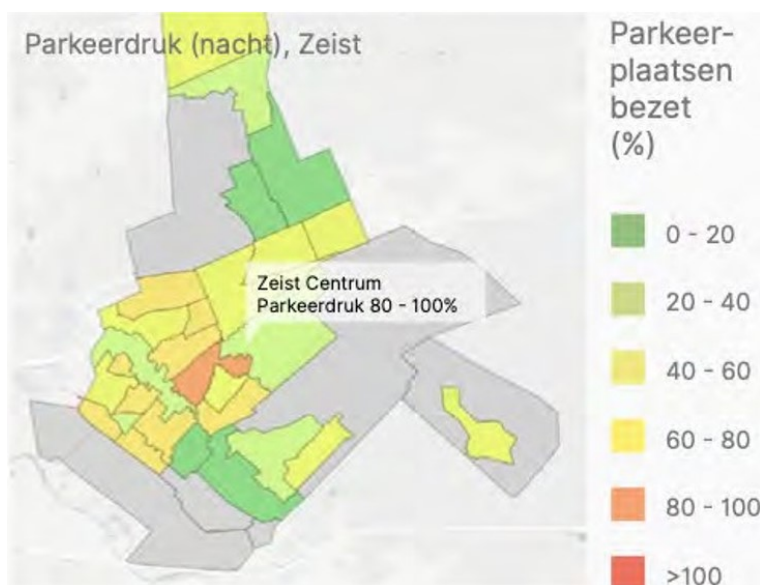 Parkeerdruk (nacht), Zeist
Zeist Centrum
Parkeerdruk 80 - 100%
Parkeer-
plaatsen
bezet
(%)
0 - 20
20 - 40
40 - 60
60 - 80
80 - 100
>100